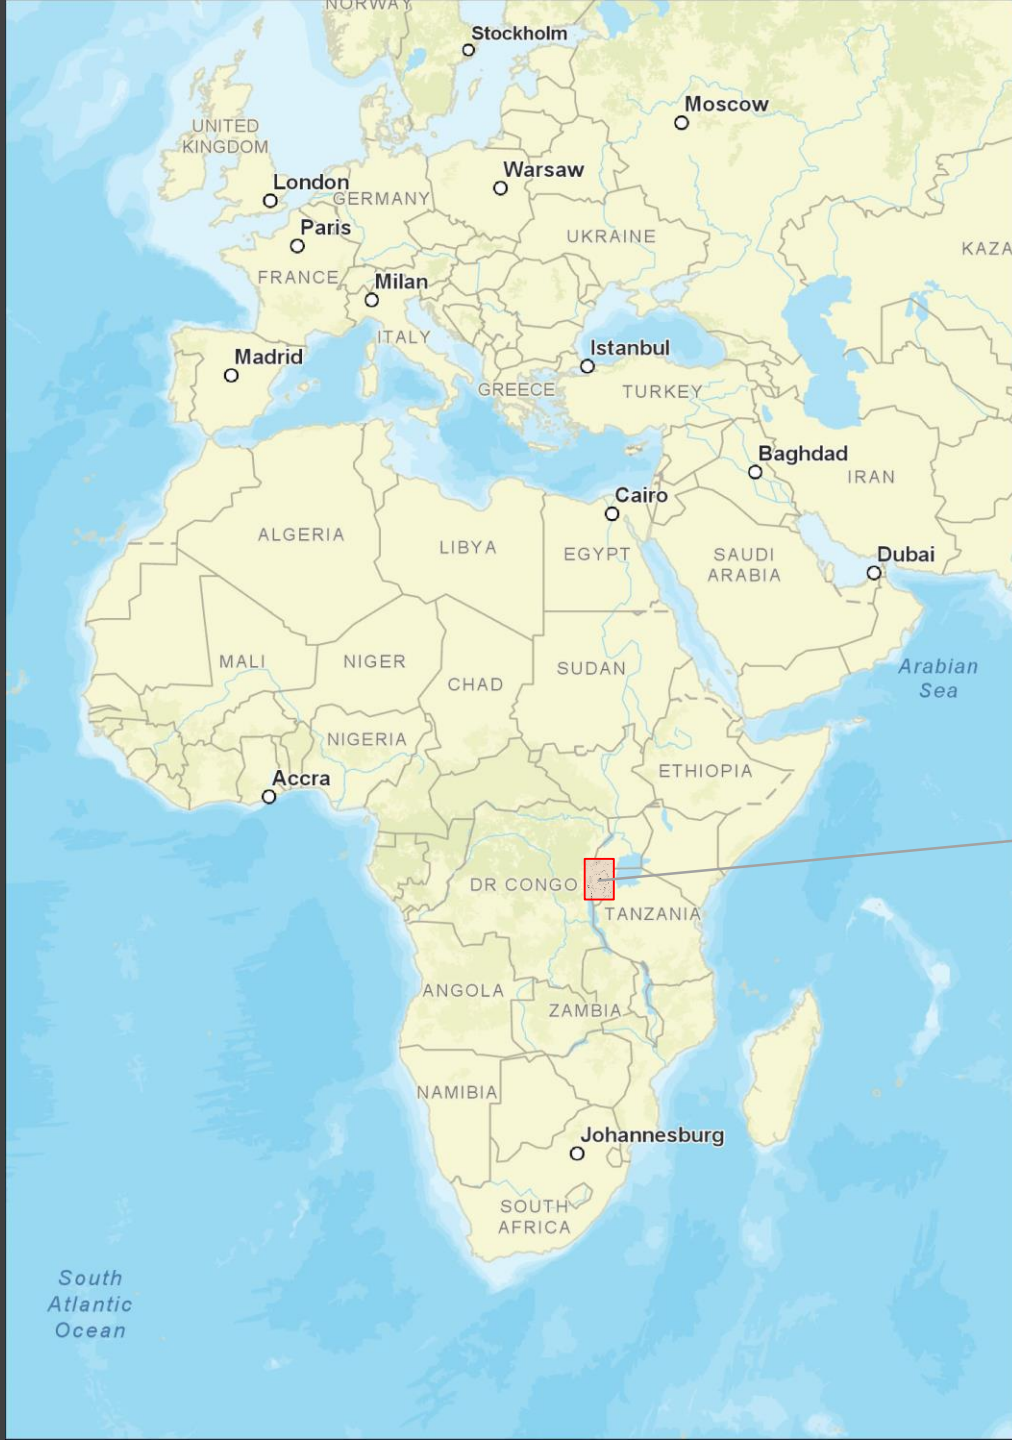 NORWAY
Stockholm
Moscow
UNITED
KINGDOM
Warsaw
London
GERMANY
Paris
UKRAINE
KAZA
FRANCE
Milan
ITALY
Istanbul
Madrid
GREECE
TURKEY
Baghdad
IRAN
Cairo
ALGERIA
LIBYA
EGYPT
SAUDI
ARABIA
Dubai
MALI
NIGER
SUDAN
Arabian
Sea
CHAD
NIGERIA
ETHIOPIA
Accra
DR CONGO
TANZANIA
ANGOLA
ZAMBIA
NAMIBIA
Johannesburg
SOUTH
AFRICA
South
Atlantic
Ocean